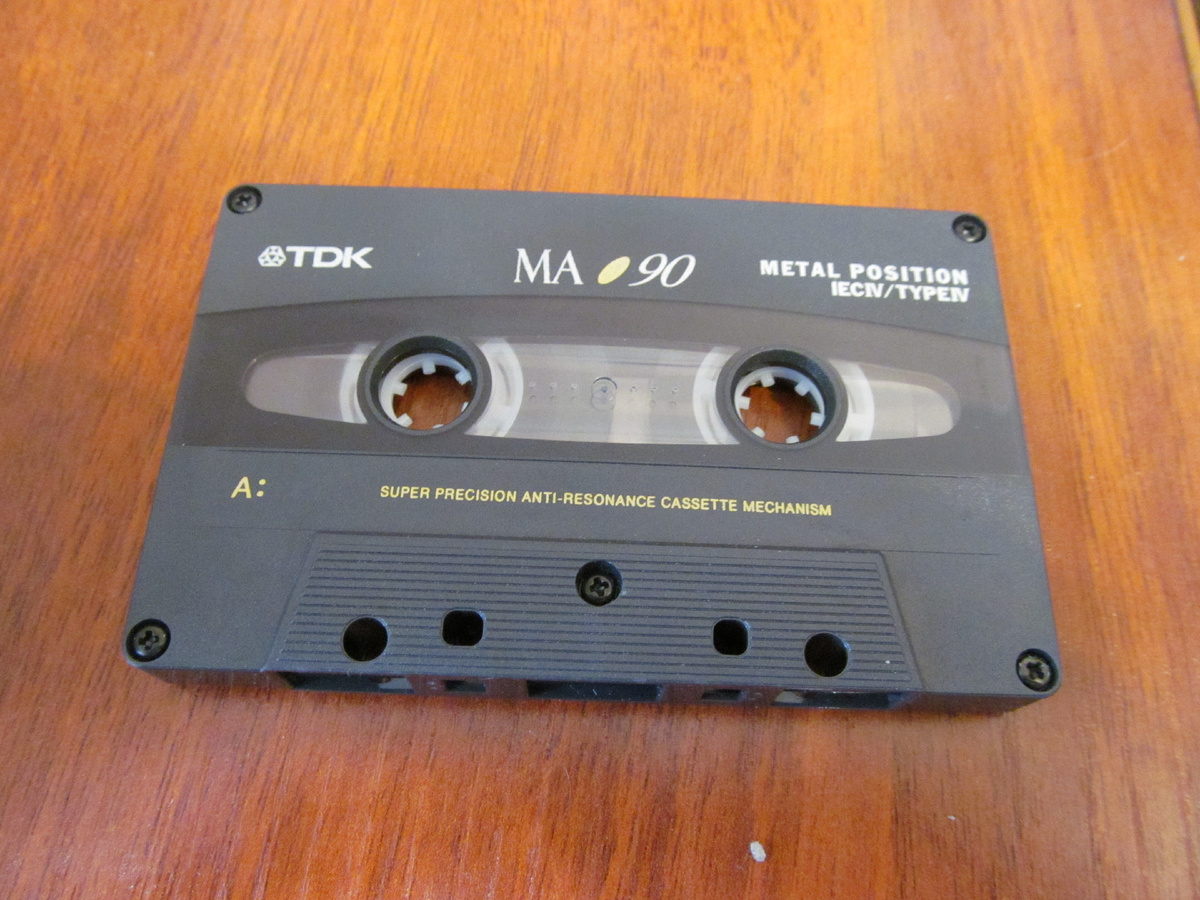 TDK
MA 90
METAL POSITION
IECIV/TYPEIV
A:
SUPER PRECISION ANTI-RESONANCE CASSETTE MECHANISM